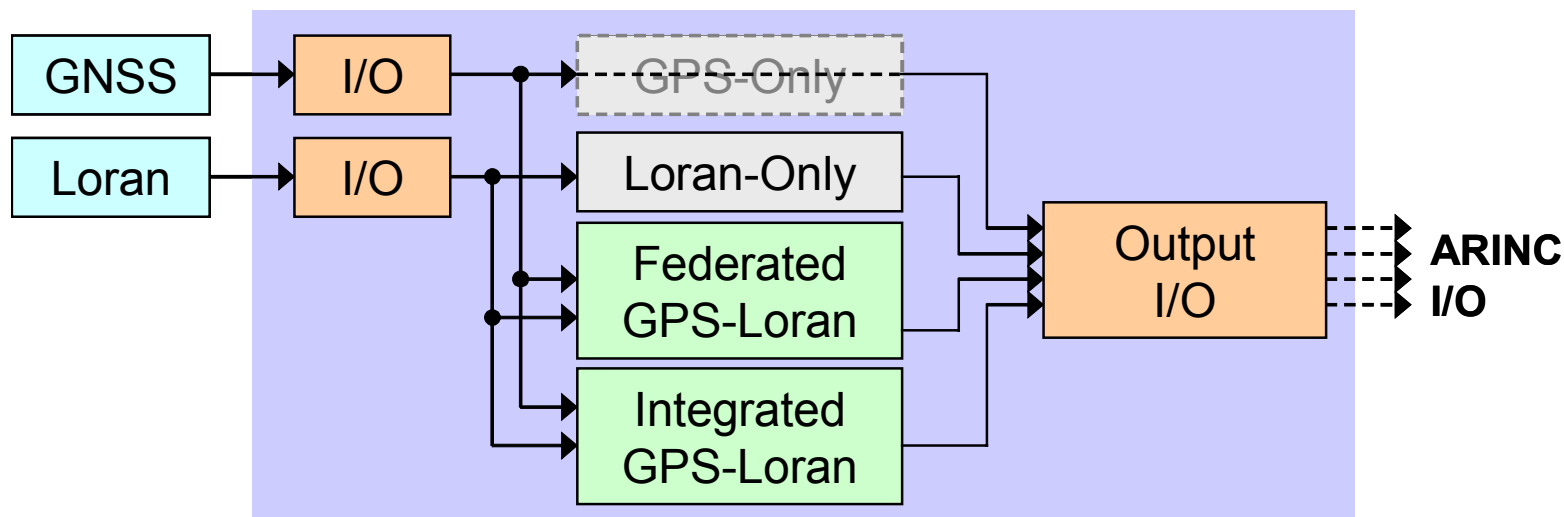 GNSS
I/O
GPS-Only
Loran
I/O
Loran-Only
Federated
GPS-Loran
Integrated
GPS-Loran
Output
I/O
ARINC
I/O